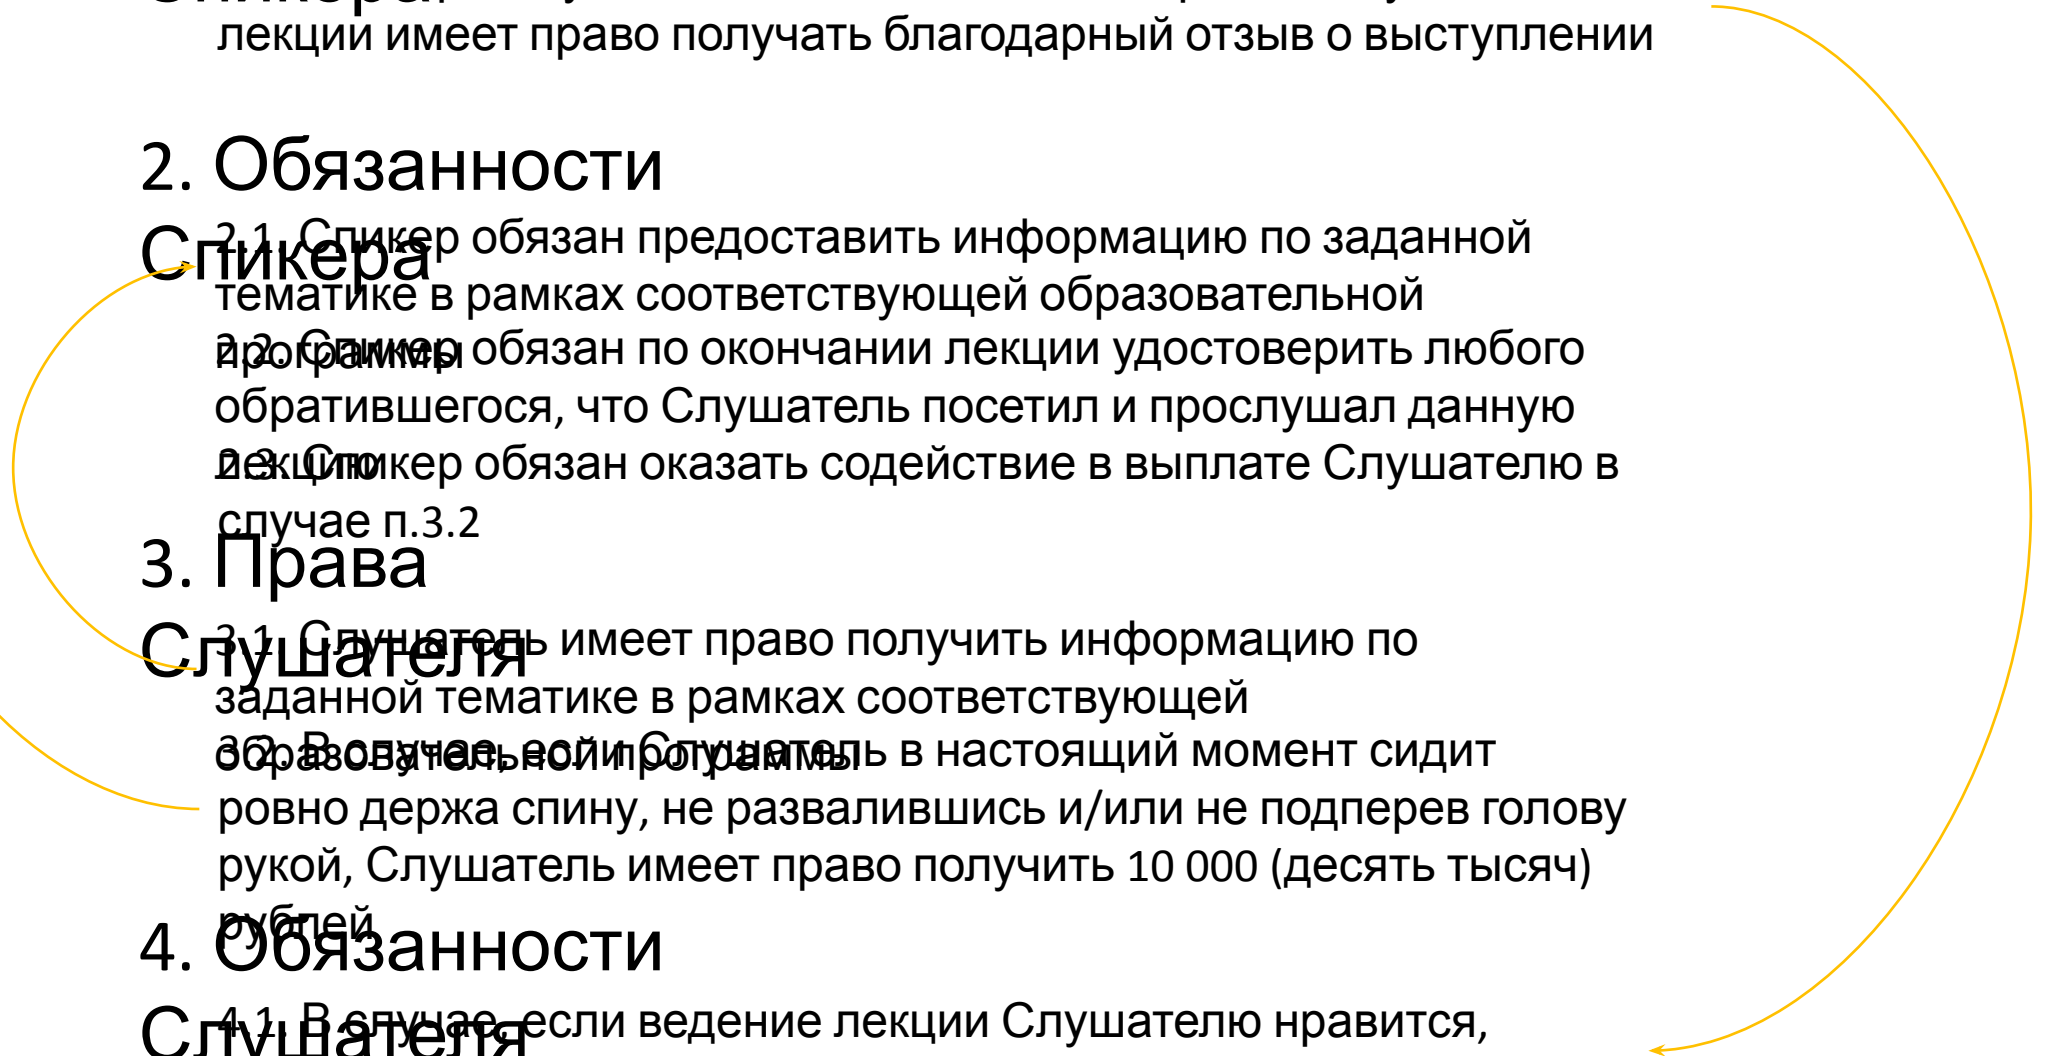 лекции имеет право получать благодарный отзыв о выступлении
2. Обязанности
Спикера
2.1. Спикер обязан предоставить информацию по заданной
тематике в рамках соответствующей образовательной
программы
2.2. Спикер обязан по окончании лекции удостоверить любого
обратившегося, что Слушатель посетил и прослушал данную
лекцию
2.3. Спикер обязан оказать содействие в выплате Слушателю в
случае п.3.2
3. Права
Слушателя
3.1. Слушатель имеет право получить информацию по
заданной тематике в рамках соответствующей
образовательной программы
3.2. В случае, если Слушатель в настоящий момент сидит
ровно держа спину, не развалившись и/или не подперев голову
рукой, Слушатель имеет право получить 10 000 (десять тысяч)
рублей
4. Обязанности
Слушателя
4.1. В случае, если ведение лекции Слушателю нравится,